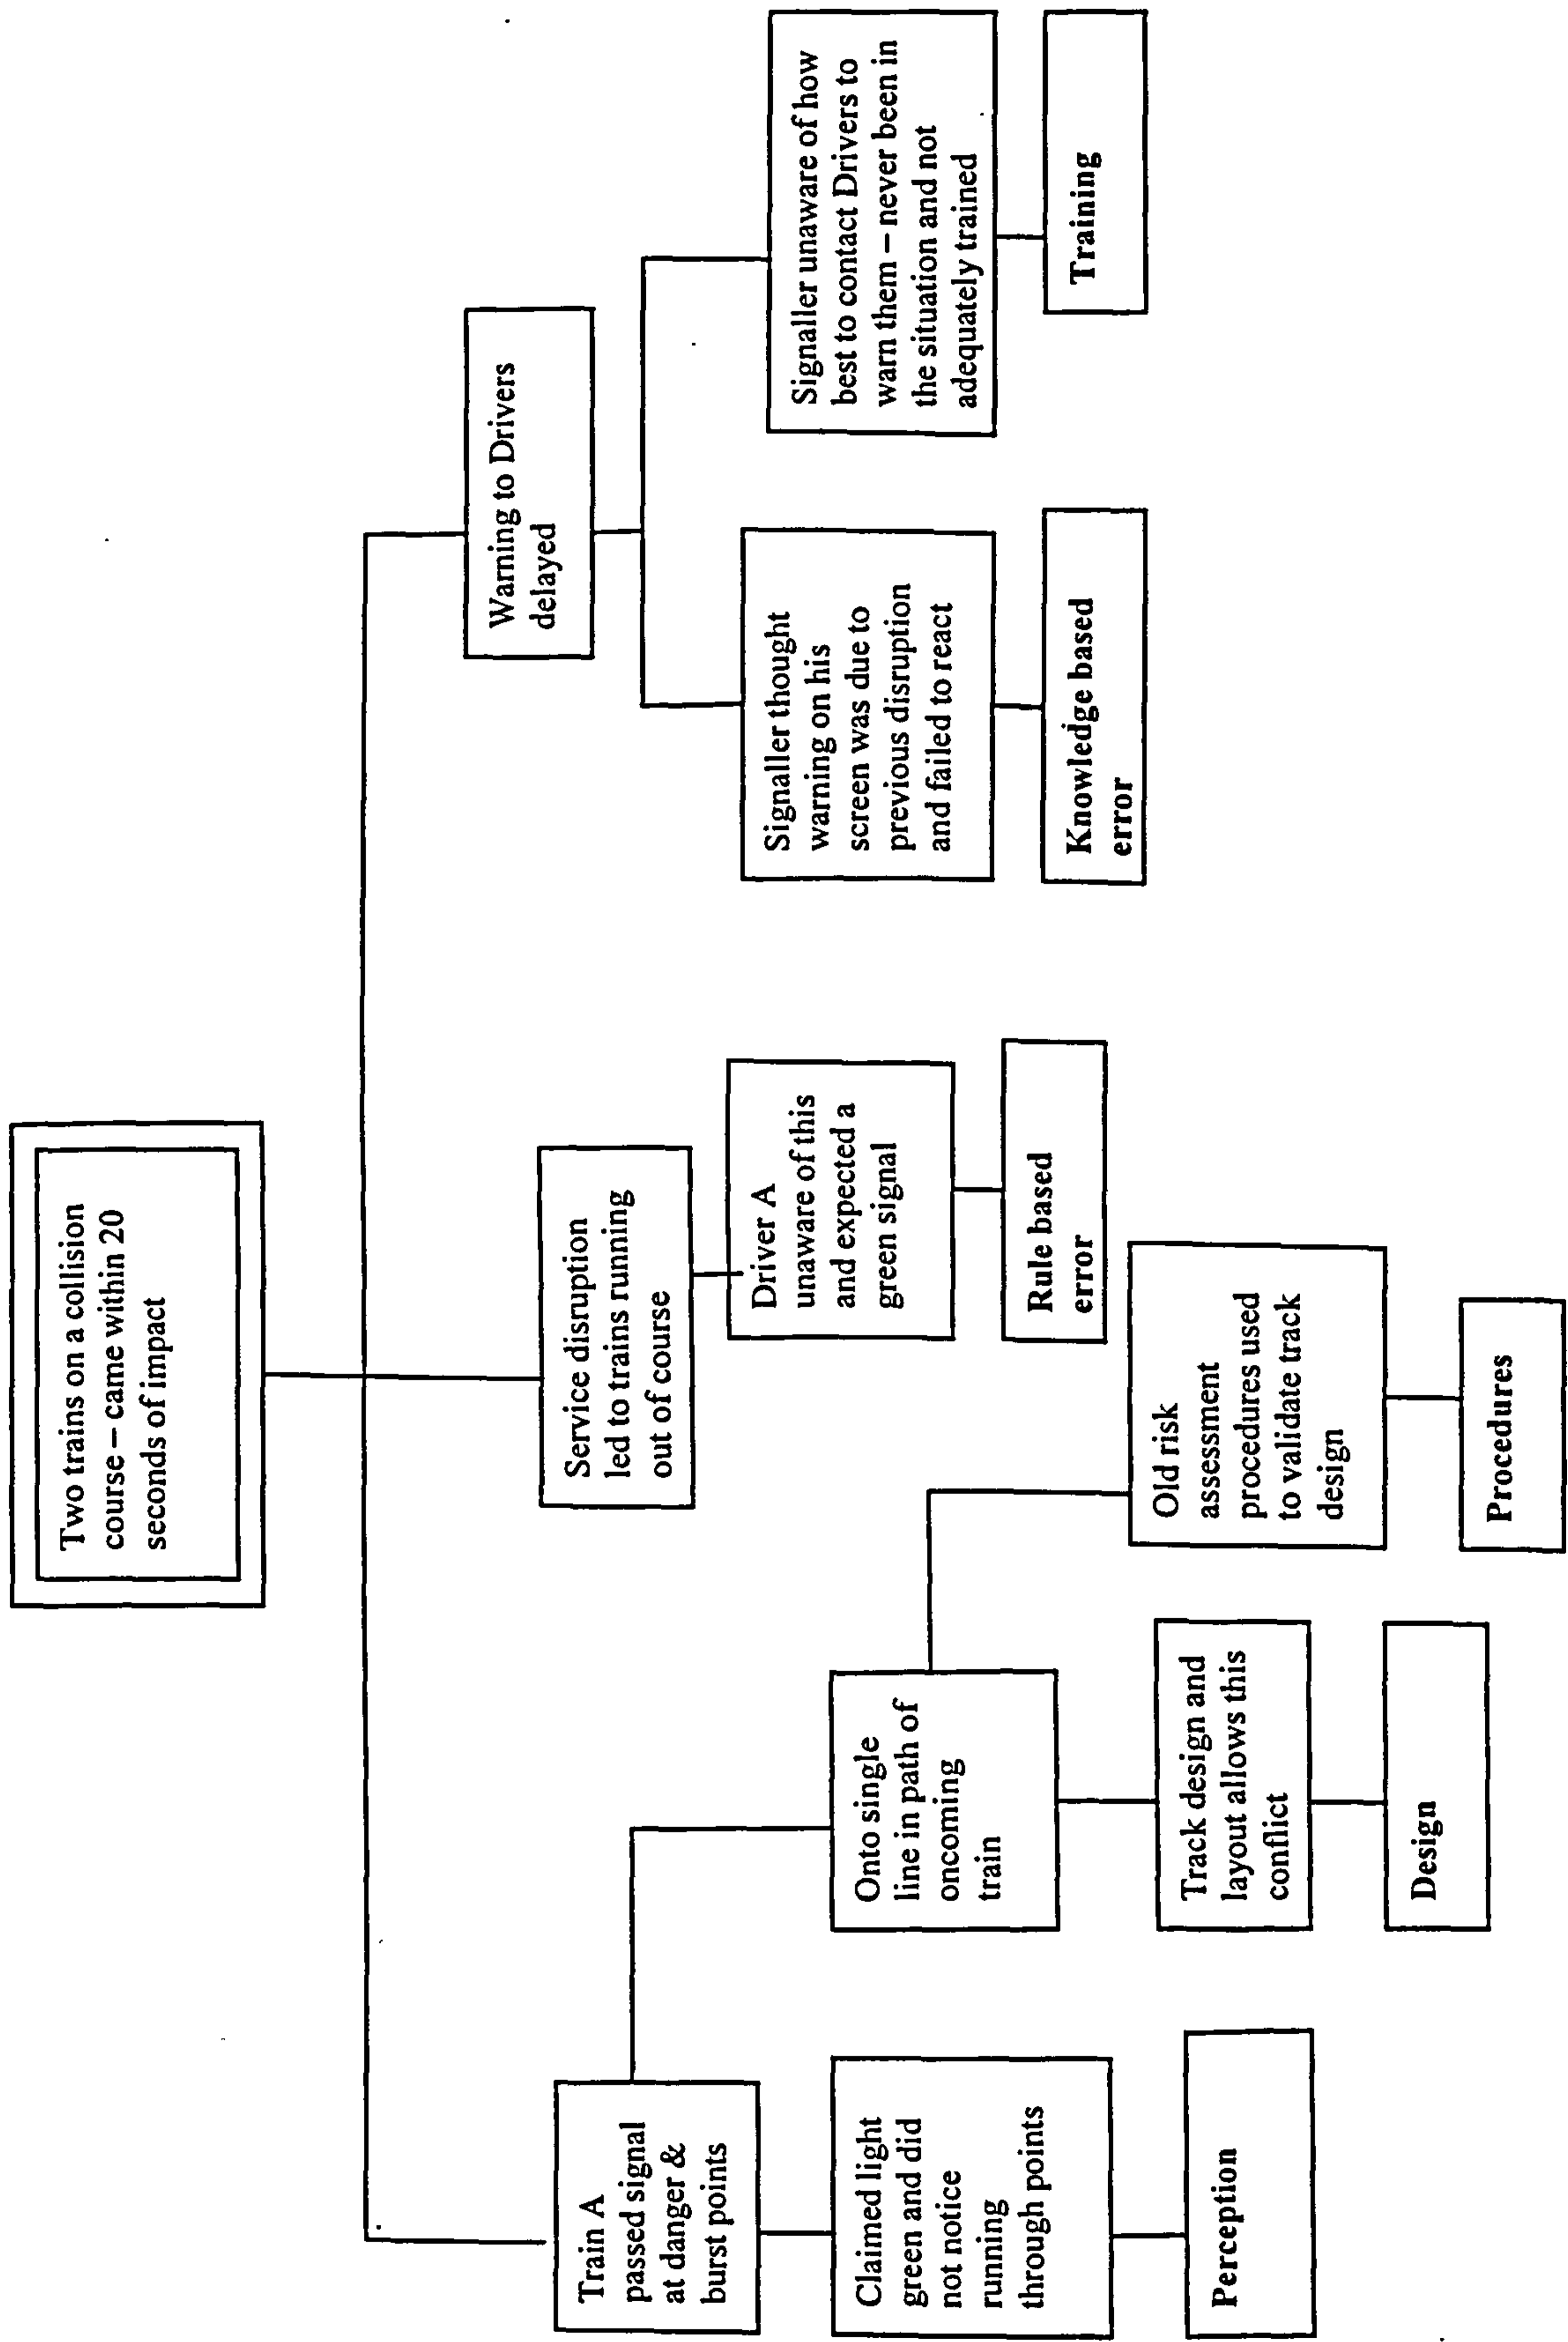 Two trains on a collision
course – came within 20
seconds of impact
Train A
passed signal
at danger &
burst points
Service disruption
led to trains running
out of course
Warning to Drivers
delayed
Claimed light
green and did
not notice
running
through points
Onto single
line in path of
oncoming
train
Driver A
unaware of this
and expected a
green signal
Signaller thought
warning on his
screen was due to
previous disruption
and failed to react
Signaller unaware of how
best to contact Drivers to
warn them – never been in
the situation and not
adequately trained
Perception
Track design and
layout allows this
conflict
Old risk
assessment
procedures used
to validate track
design
Rule based
error
Knowledge based
error
Training
Design
Procedures